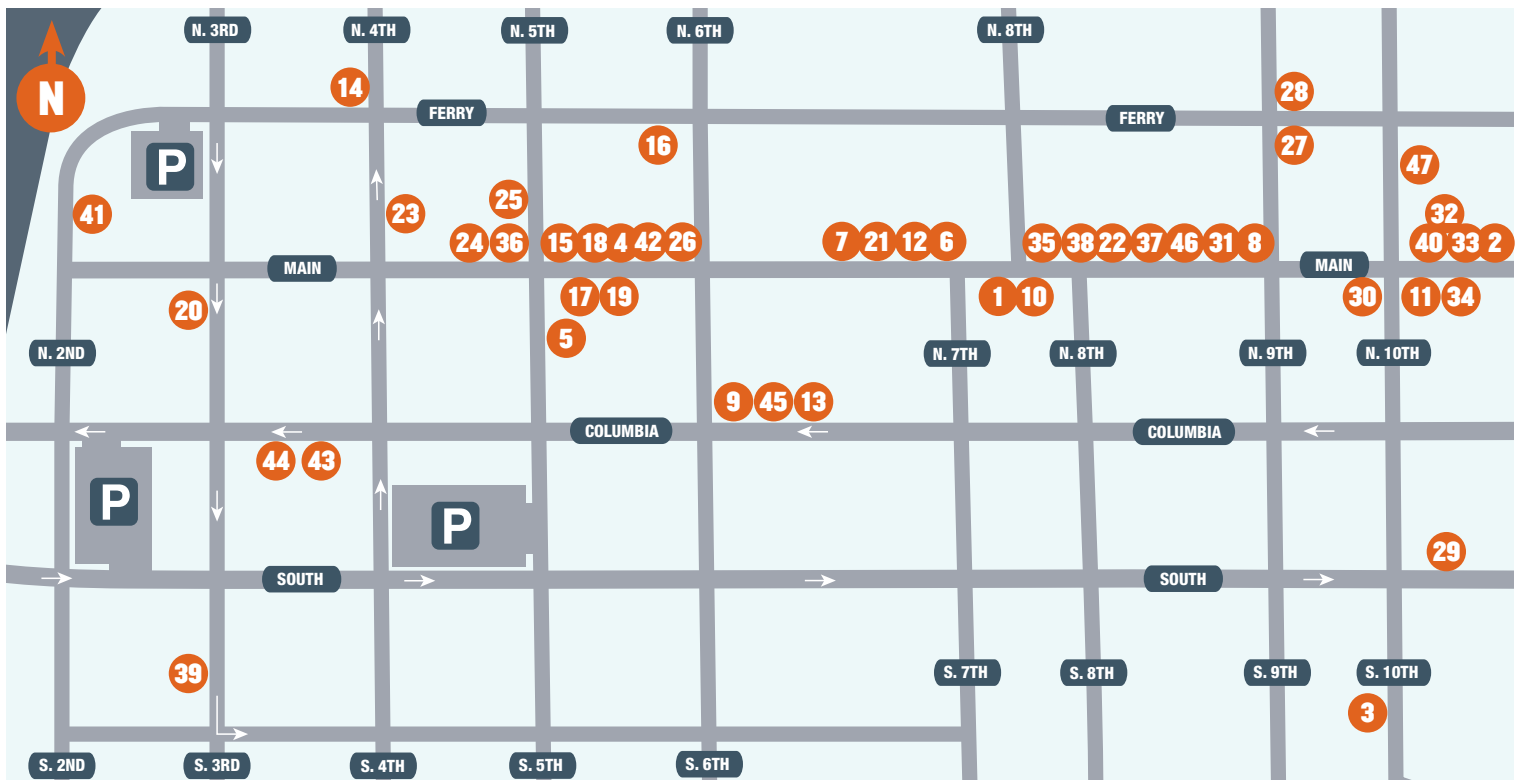 N. 3RD N. 4TH N. 5TH N. 6TH N. 8TH
N
14 28
FERRY FERRY
16 27
P 47
41 23 25 32
24 36 15 18 4 42 26 7 21 12 6 35 38 22 37 46 31 8 40 33 2
MAIN MAIN
20 17 19 1 10 30 11 34
5
N. 2ND N. 7TH N. 8TH N. 9TH N. 10TH
9 45 13
COLUMBIA COLUMBIA
44 43
P P
29
SOUTH SOUTH
39 S. 7TH S. 8TH S. 9TH S. 10TH
3
S. 2ND S. 3RD S. 4TH S. 5TH S. 6TH